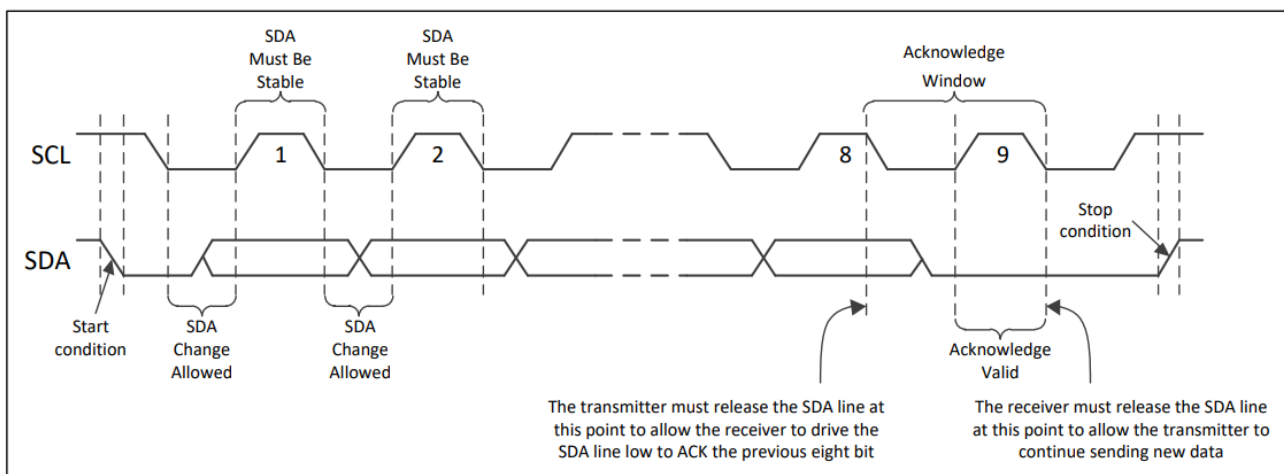 SDA
Must Be
Stable
SDA
Must Be
Stable
Acknowledge
Window
SCL
1
2
8
9
Stop
condition
SDA
Start
condition
SDA
Change
Allowed
SDA
Change
Allowed
Acknowledge
Valid
The transmitter must release the SDA line at
this point to allow the receiver to drive the
SDA line low to ACK the previous eight bit
The receiver must release the SDA line
at this point to allow the transmitter to
continue sending new data